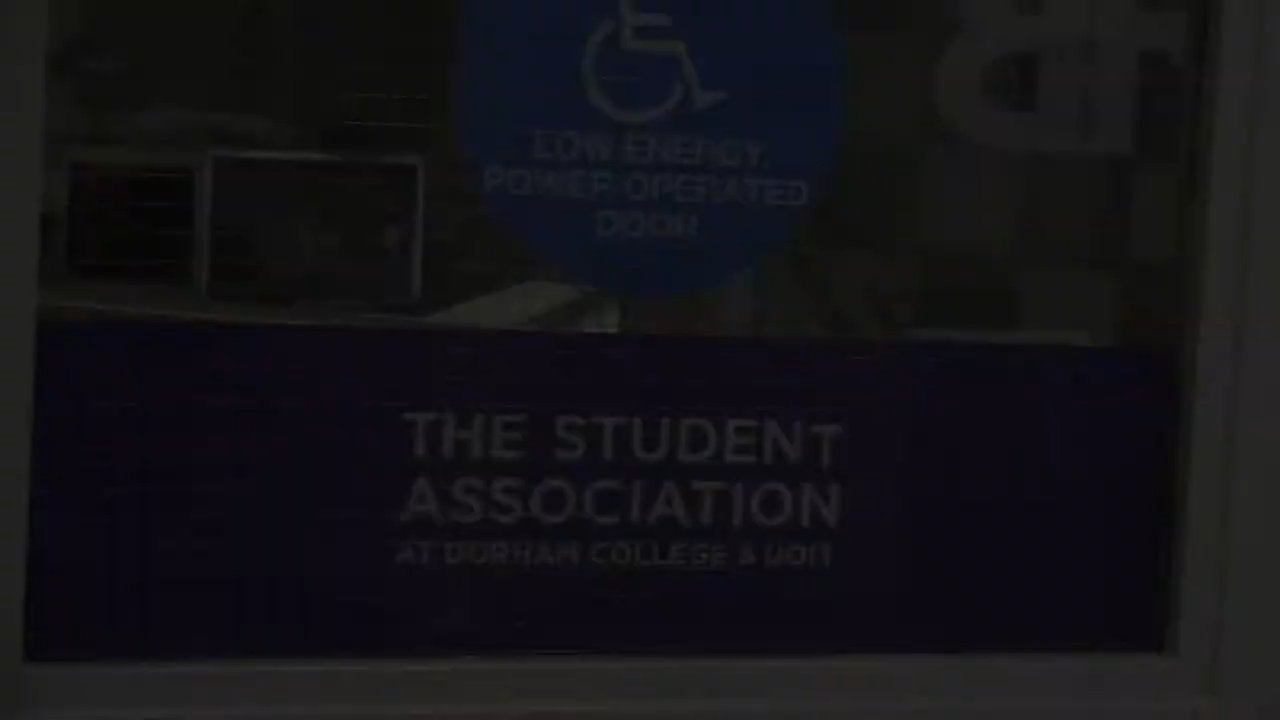 LOW ENERGY
POWER OPERATED
DOOR
THE STUDENT
ASSOCIATION
AT DURHAM COLLEGE & UOIT